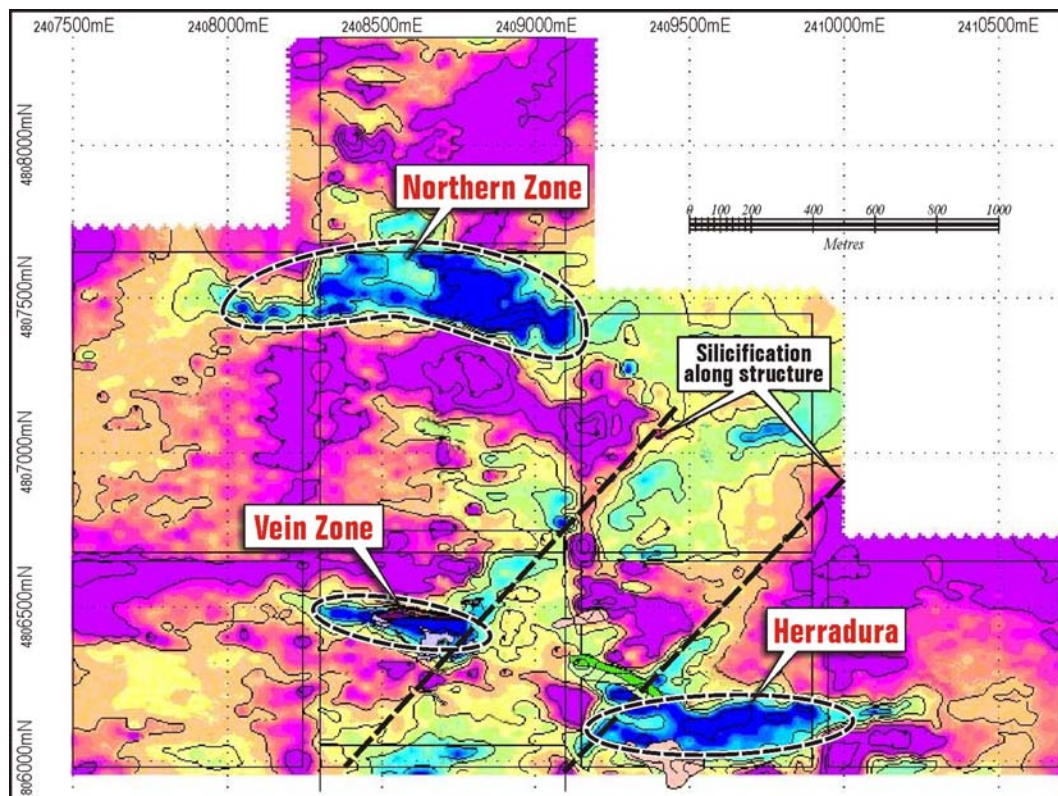 2407500mE 2408000mE 2408500mE 2409000mE 2409500mE 2410000mE 2410500mE
4808000mN
Northern Zone
0 100 200 400 600 800 1000
Metres
4807500mN
Silicification
along structure
4807000mN
Vein Zone
4806500mN
Herradura
806000mN